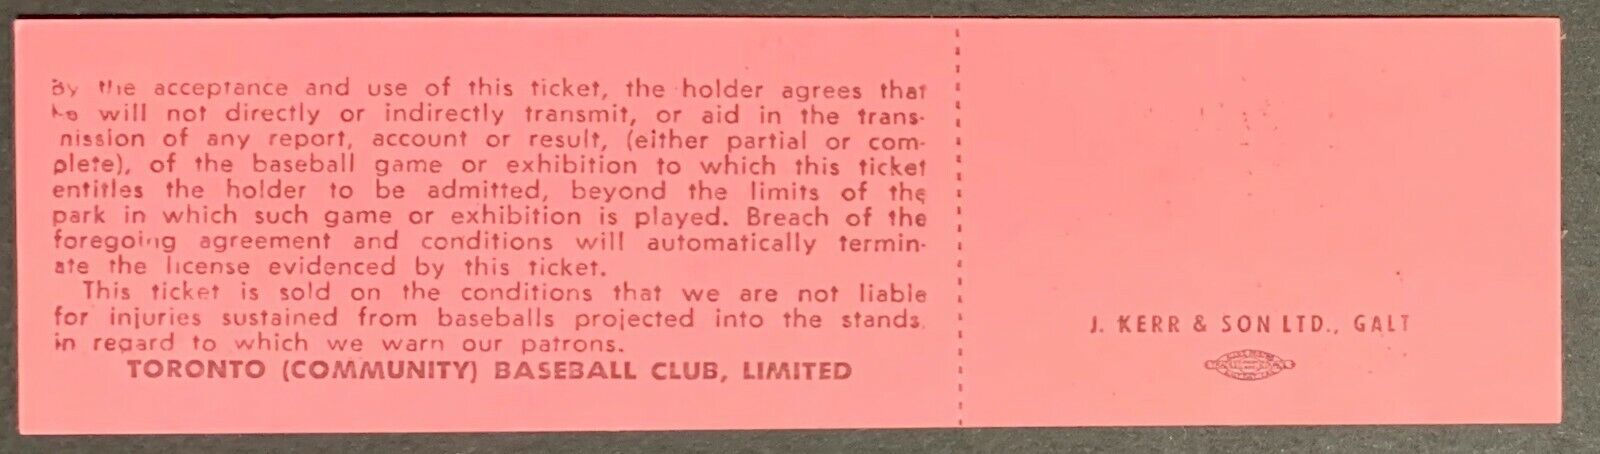 By the acceptance and use of this ticket, the holder agrees that
he will not directly or indirectly transmit, or aid in the trans-
mission of any report, account or result, (either partial or com-
plete), of the baseball game or exhibition to which this ticket
entitles the holder to be admitted, beyond the limits of the
park in which such game or exhibition is played. Breach of the
foregoing agreement and conditions will automatically termin-
ate the license evidenced by this ticket.
This ticket is sold on the conditions that we are not liable
for injuries sustained from baseballs projected into the stands.
in regard to which we warn our patrons.
TORONTO (COMMUNITY) BASEBALL CLUB, LIMITED
J. KERR & SON LTD., GALT